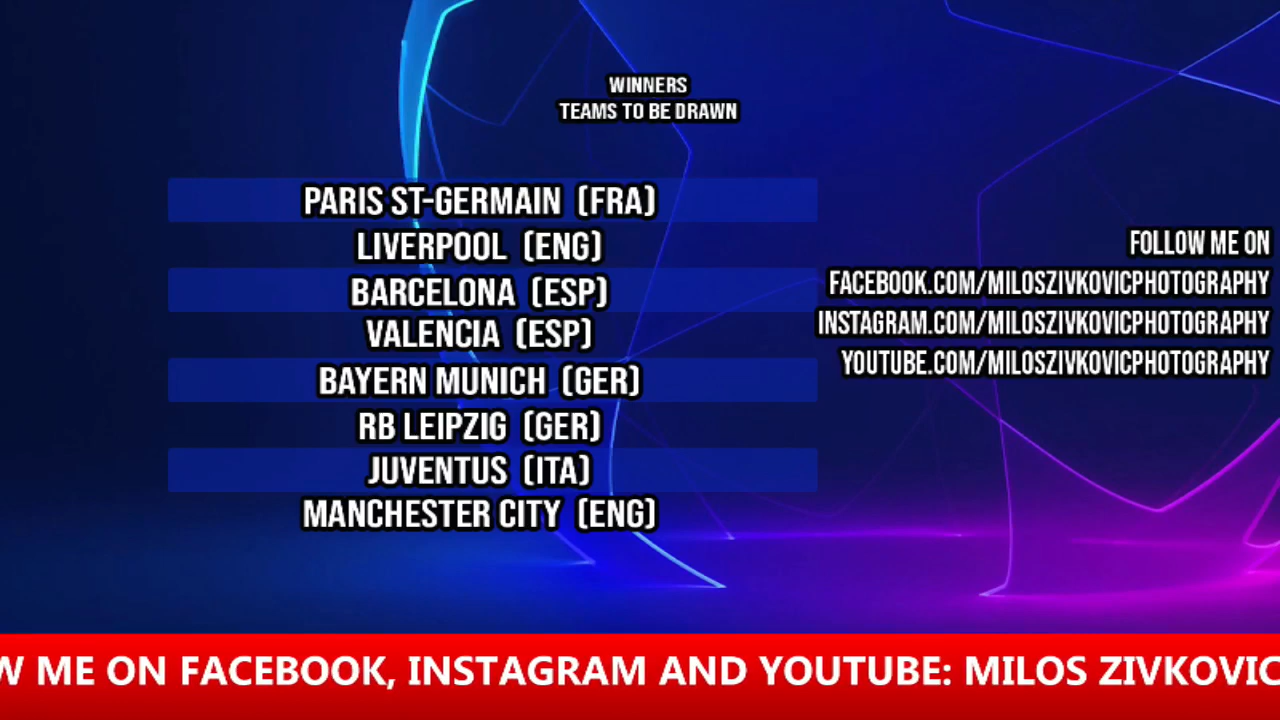 WINNERS
TEAMS TO BE DRAWN
PARIS ST-GERMAIN (FRA)
LIVERPOOL (ENG)
BARCELONA (ESP)
VALENCIA (ESP)
BAYERN MUNICH (GER)
RB LEIPZIG (GER)
JUVENTUS (ITA)
MANCHESTER CITY (ENG)
FOLLOW ME ON
FACEBOOK.COM/MILOSZIVKOVICPHOTOGRAPHY
INSTAGRAM.COM/MILOSZIVKOVICPHOTOGRAPHY
YOUTUBE.COM/MILOSZIVKOVICPHOTOGRAPHY
W ME ON FACEBOOK, INSTAGRAM AND YOUTUBE: MILOS ZIVKOVIC